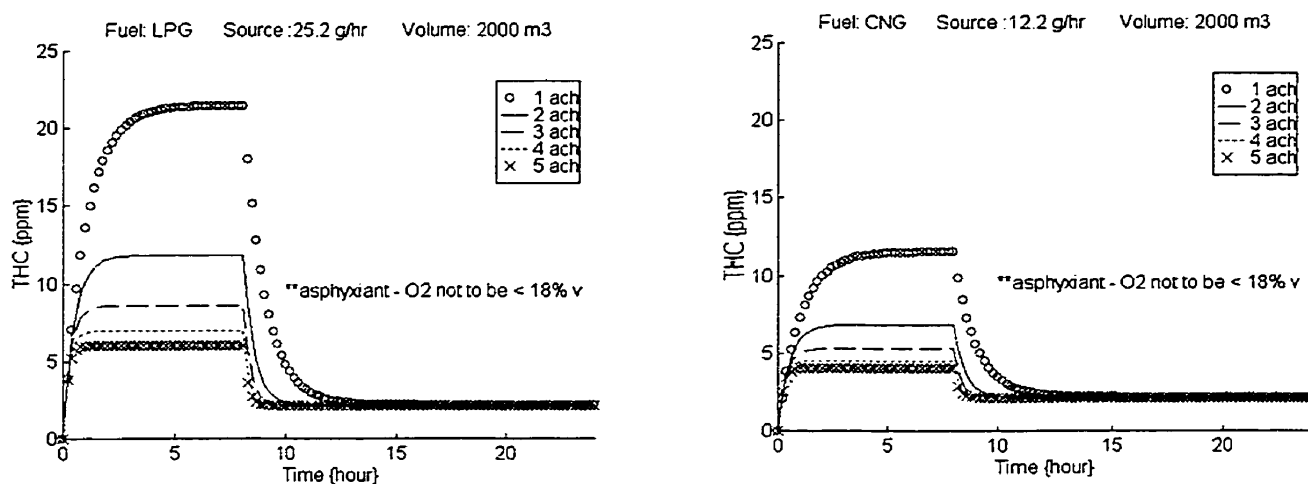 Fuel: LPG Source :25.2 g/hr Volume: 2000 m3
25
20
15
10
5
0
THC {ppm}
1 ach
2 ach
3 ach
4 ach
5 ach
**asphyxiant - O2 not to be < 18% v
0 5 10 15 20
Time {hour}
Fuel: CNG Source :12.2 g/hr Volume: 2000 m3
25
20
15
10
5
0
THC {ppm}
1 ach
2 ach
3 ach
4 ach
5 ach
**asphyxiant - O2 not to be < 18% v
0 5 10 15 20
Time {hour}